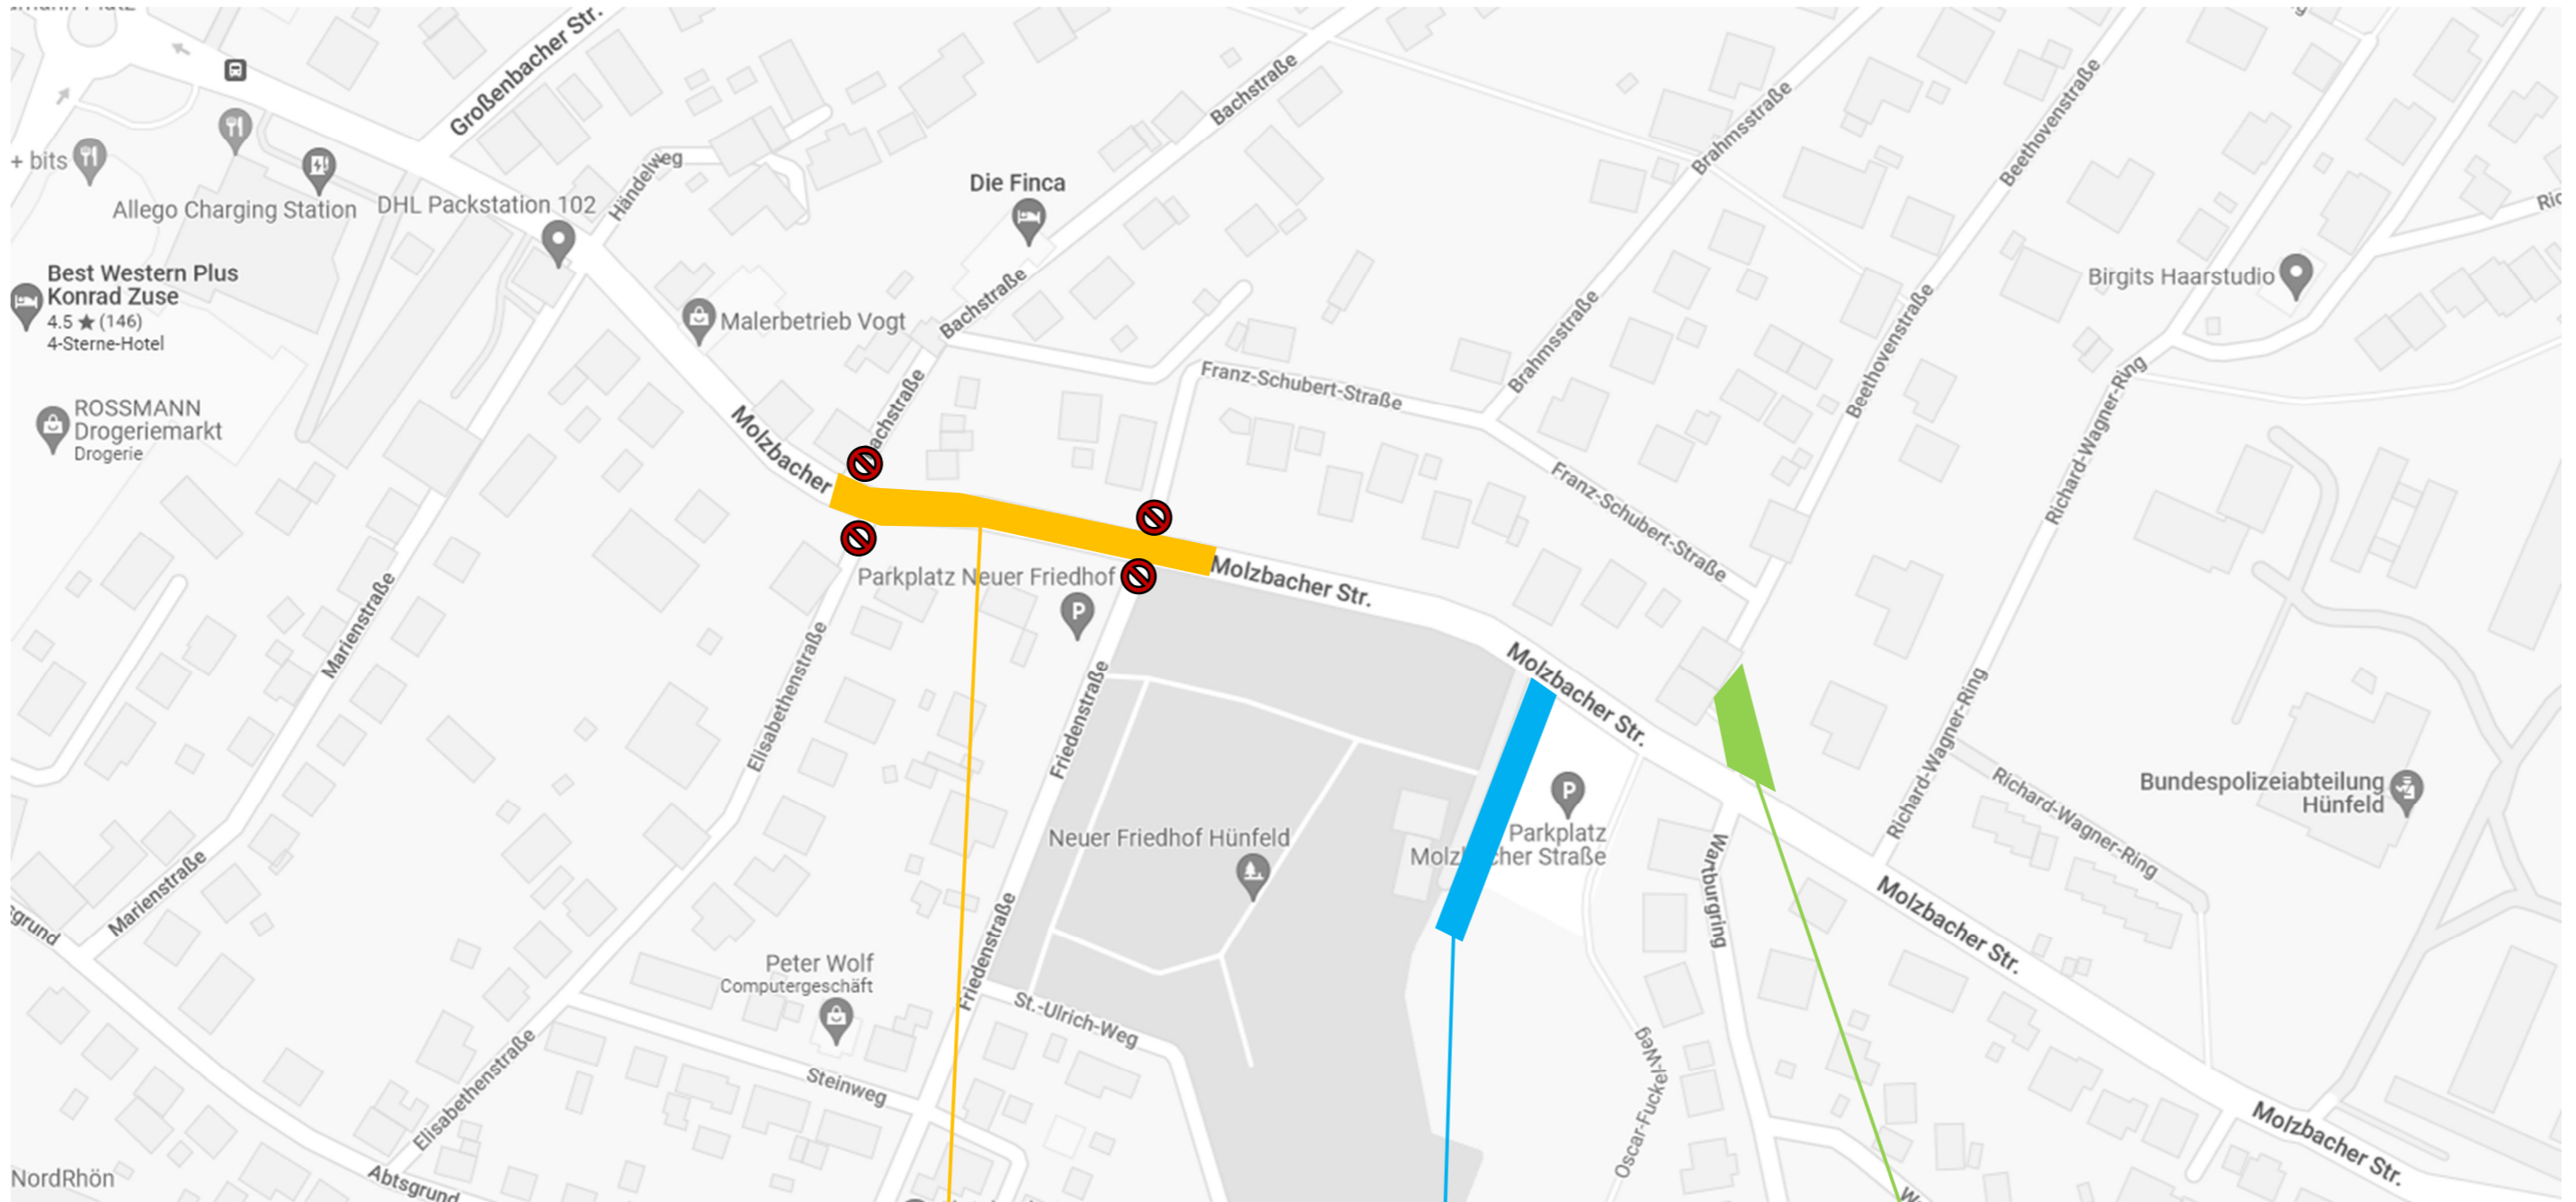 Großenbacher Str.
+ bits
Allego Charging Station
DHL Packstation 102
Händelweg
Best Western Plus
Konrad Zuse
4.5 ★ (146)
4-Sterne-Hotel
ROSSMANN
Drogeriemarkt
Drogerie
Malerbetrieb Vogt
Die Finca
Bachstraße
Bachstraße
achstraße
Brahmsstraße
Brahmsstraße
Beethovenstraße
Beethovenstraße
Ric
Birgits Haarstudio
Franz-Schubert-Straße
Franz-Schubert-Straße
Richard-Wagner-Ring
Richard-Wagner-Ring
Richard-Wagner-Ring
Molzbacher
Molzbacher Str.
Molzbacher Str.
Molzbacher Str.
Molzbacher Str.
Parkplatz Neuer Friedhof
P
Marienstraße
Marienstraße
Elisabethenstraße
Elisabethenstraße
Friedenstraße
Friedenstraße
Neuer Friedhof Hünfeld
P
Parkplatz
Molzbacher Straße
Wartburgring
Bundespolizeiabteilung
Hünfeld
sgrund
Peter Wolf
Computergeschäft
St.-Ulrich-Weg
Steinweg
Oscar-Fuckel-Weg
NordRhön
Abtsgrund